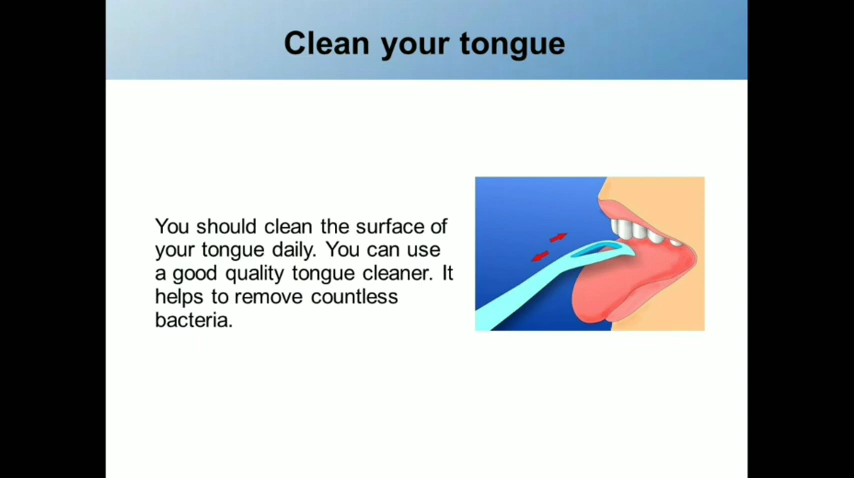 Clean your tongue
You should clean the surface of
your tongue daily. You can use
a good quality tongue cleaner. It
helps to remove countless
bacteria.